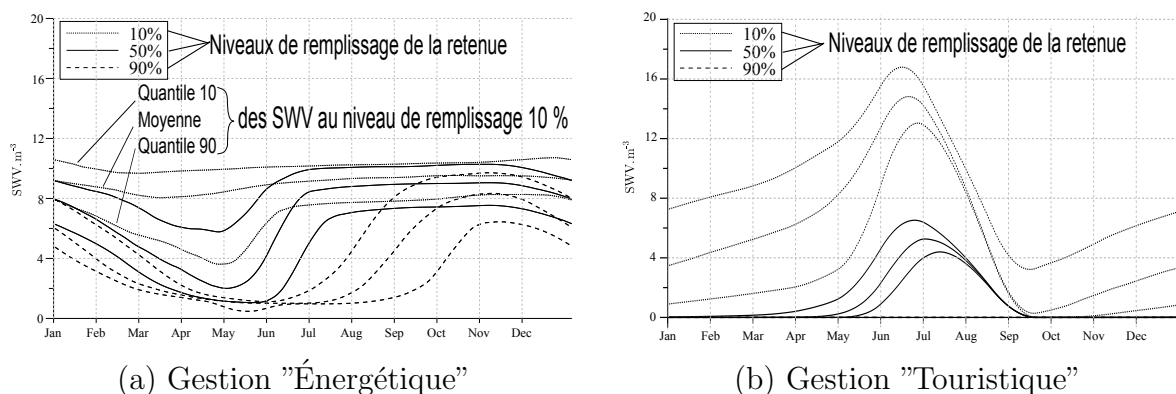 20
16
12
8
4
0
SWV.m⁻³
10%
50%
90%
Niveaux de remplissage de la retenue
Quantile 10
Moyenne
Quantile 90
des SWV au niveau de remplissage 10 %
Jan Feb Mar Apr May Jun Jul Aug Sep Oct Nov Dec
(a) Gestion ”Énergétique”
20
16
12
8
4
0
SWV.m⁻³
10%
50%
90%
Niveaux de remplissage de la retenue
Jan Feb Mar Apr May Jun Jul Aug Sep Oct Nov Dec
(b) Gestion ”Touristique”